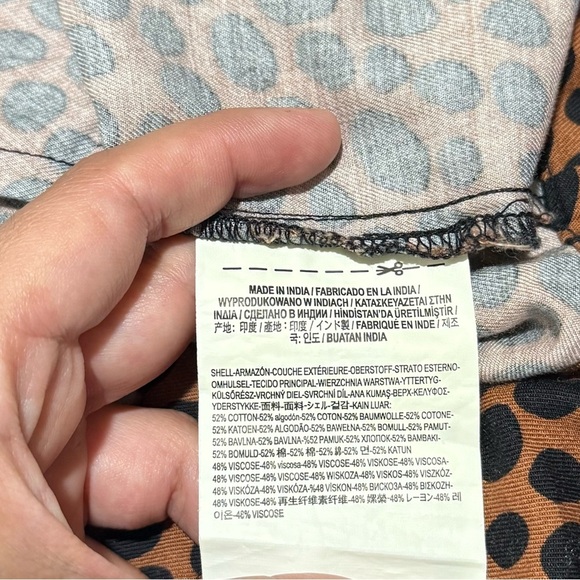 MADE IN INDIA / FABRICADO EN LA INDIA /
WYPRODUKOWANO W INDIACH / ΚΑΤΑΣΚΕΥΑΖΕΤΑΙ ΣΤΗΝ
ΙΝΔΙΑ / СДЕЛАНО В ИНДИИ / HİNDİSTAN'DA ÜRETİLMİŞTİR /
产地: 印度 / 產地: 印度 / インド製 / FABRIQUÉ EN INDE / 제조
국: 인도 / BUATAN INDIA
SHELL-ARMAZÓN-COUCHE EXTÉRIEURE-OBERSTOFF-STRATO ESTERNO-
OMHULSEL-TECIDO PRINCIPAL-WIERZCHNIA WARSTWA-YTTERTYG-
KÜLSŐRÉSZ-VRCHNÝ DIEL-SVRCHNÍ DÍL-ANA KUMAŞ-ВЕРХ-ΚΕΛΥΦΟΣ-
YDERSTYKKE-面料-面料-シェル-겉감-KAIN LUAR:
52% COTTON-52% algodón-52% COTON-52% BAUMWOLLE-52% COTONE-
52% KATOEN-52% ALGODÃO-52% BAWEŁNA-52% BOMULL-52% PAMUT-
52% BAVLNA-52% BAVLNA-%52 PAMUK-52% ХЛОПОК-52% ΒΑΜΒΑΚΙ-
52% BOMULD-52% 棉-52% 棉-52% 綿-52% 면-52% KATUN
48% VISCOSE-48% viscosa-48% VISCOSE-48% VISKOSE-48% VISCOSA-
48% VISCOSE-48% VISCOSE-48% WISKOZA-48% VISKOS-48% VISZKÓZ-
48% VISKÓZA-48% VISKÓZA-%48 VİSKON-48% ВИСКОЗА-48% ΒΙΣΚΟΖΗ-
48% VISKOSE-48% 再生纤维素纤维-48% 嫘縈-48% レーヨン-48% 레
이온-48% VISCOSE